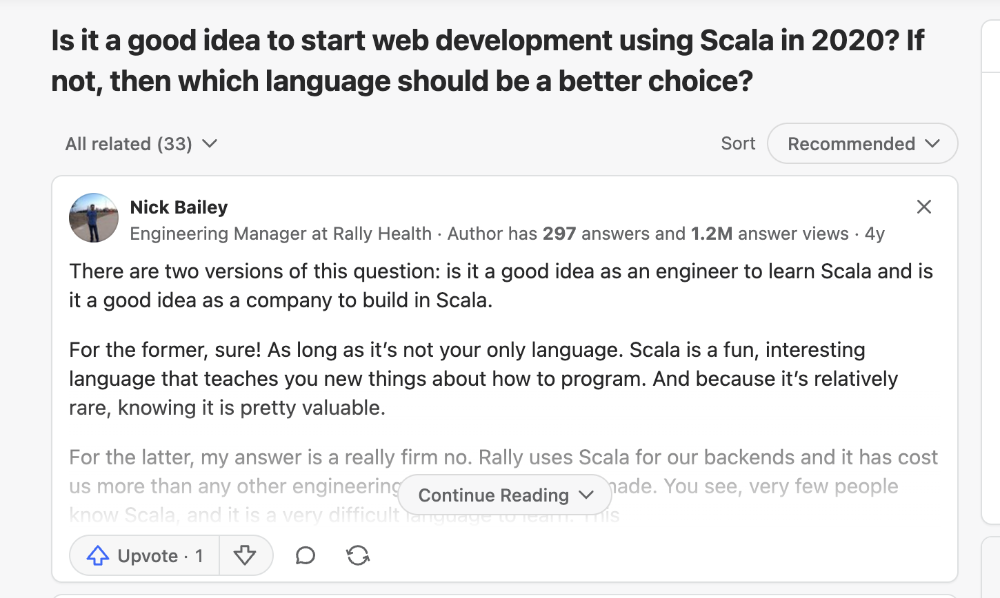 Is it a good idea to start web development using Scala in 2020? If
not, then which language should be a better choice?
All related (33)
Sort
Recommended
Nick Bailey
Engineering Manager at Rally Health · Author has 297 answers and 1.2M answer views · 4y
There are two versions of this question: is it a good idea as an engineer to learn Scala and is
it a good idea as a company to build in Scala.
For the former, sure! As long as it’s not your only language. Scala is a fun, interesting
language that teaches you new things about how to program. And because it’s relatively
rare, knowing it is pretty valuable.
For the latter, my answer is a really firm no. Rally uses Scala for our backends and it has cost
us more than any other engineering made. You see, very few people
Continue Reading
know Scala, and it is a very difficult language to learn. This
Upvote · 1